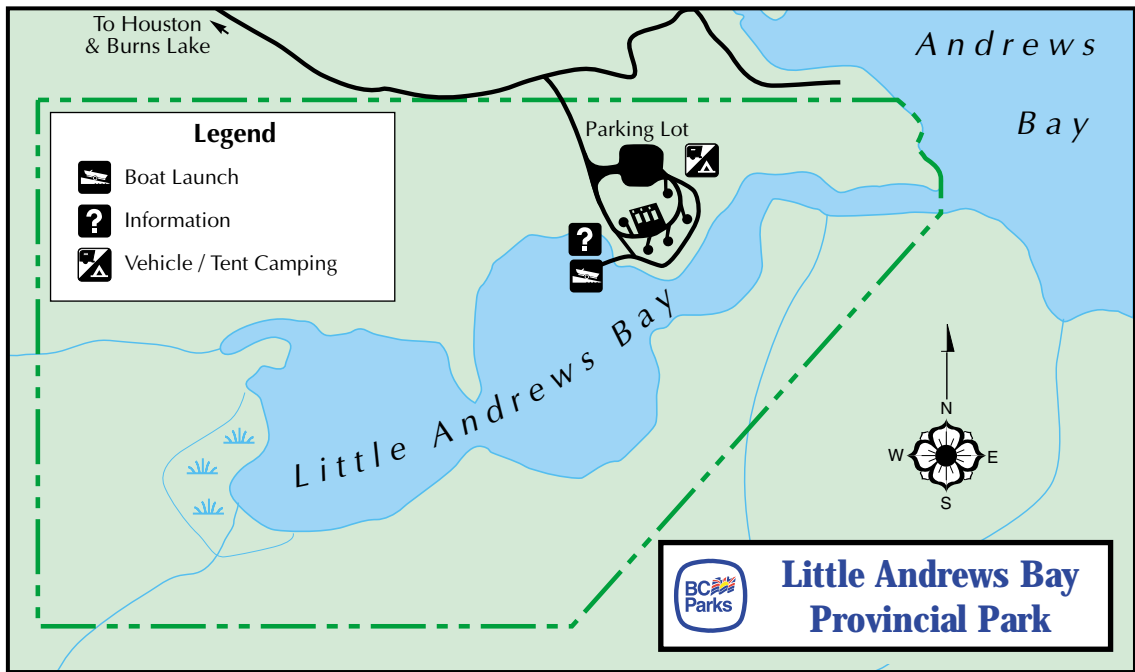 To Houston
& Burns Lake
Andrews
Bay
Legend
Boat Launch
?
Information
Vehicle / Tent Camping
Parking Lot
?
Little Andrews Bay
N
W
E
S
BC
Parks
Little Andrews Bay
Provincial Park